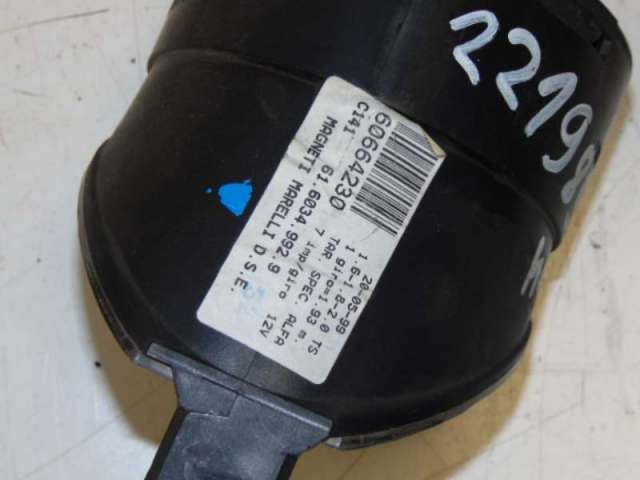 22198
60664230
C141 61.6034.992.9
MAGNETI MARELLI D.S.E.
20-05-99
1.6-1.8-2.0 TS
1 giro=1.93 m.
TAR. SPEC. ALFA
7 imp/giro 12V